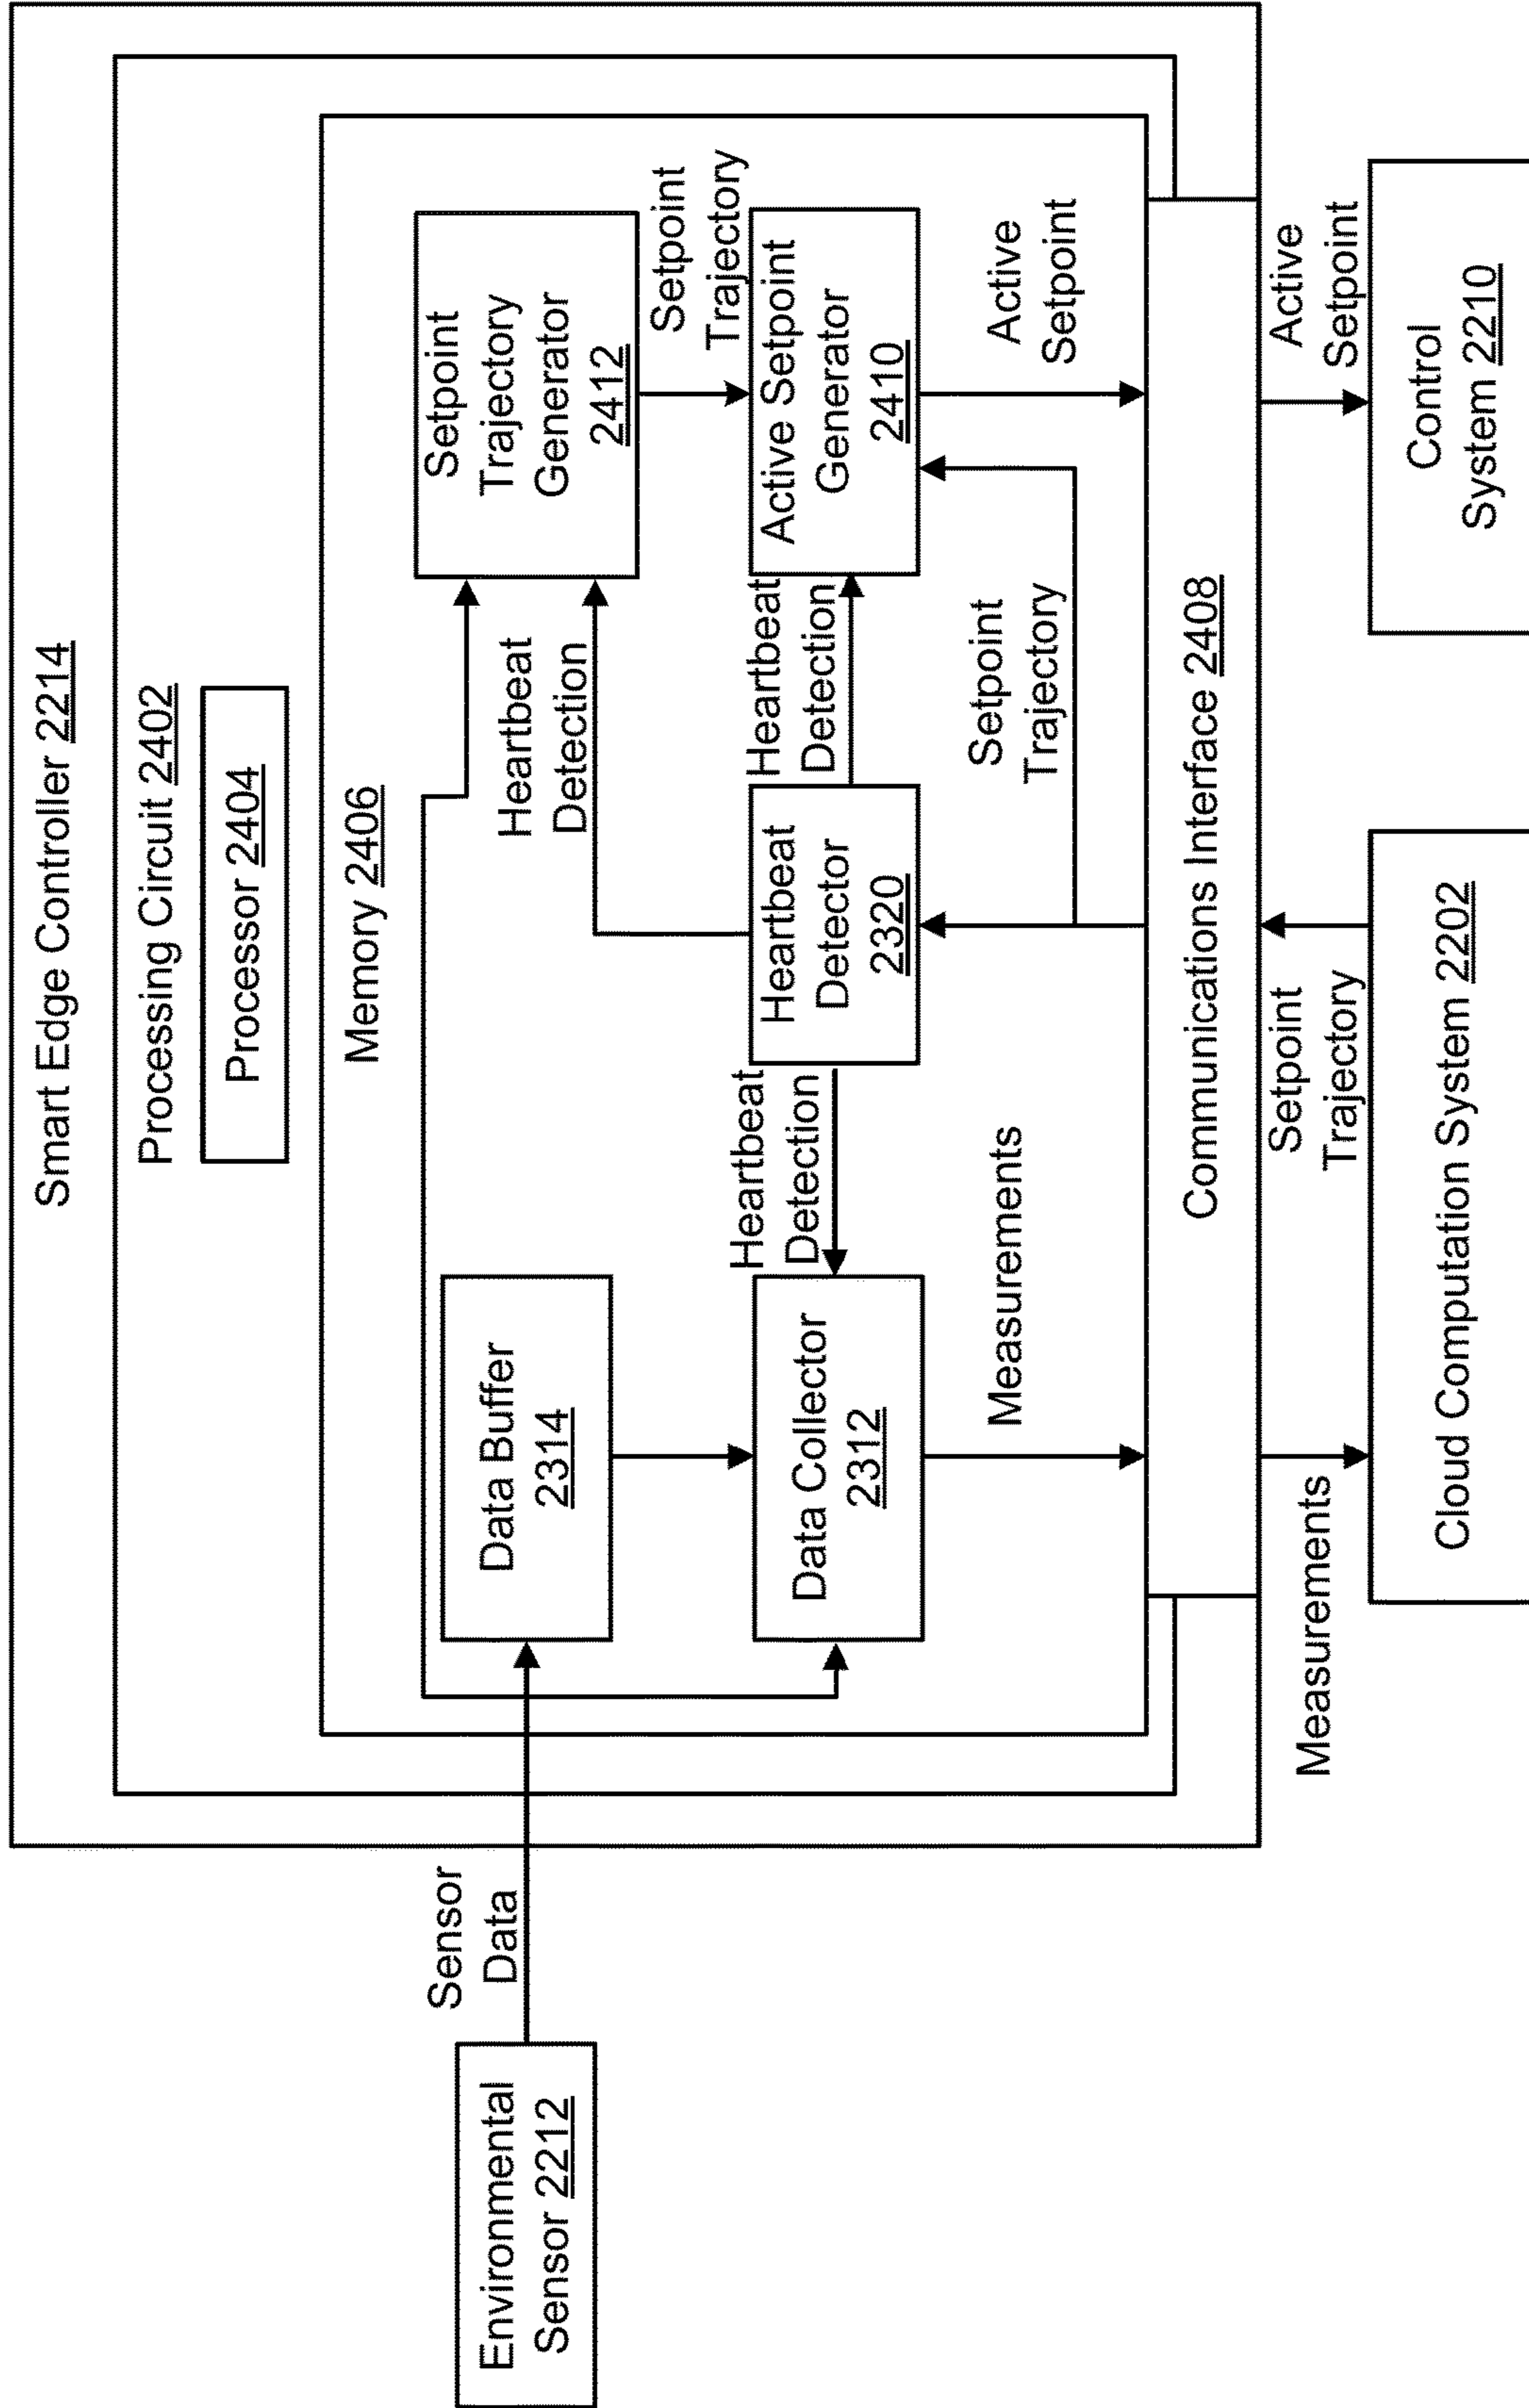 Smart Edge Controller 2214
Processing Circuit 2402
Processor 2404
Memory 2406
Environmental
Sensor 2212
Sensor
Data
Data Buffer
2314
Data Collector
2312
Heartbeat
Detection
Heartbeat
Detector
2320
Heartbeat
Detection
Heartbeat
Detection
Setpoint
Trajectory
Generator
2412
Setpoint
Trajectory
Active Setpoint
Generator
2410
Measurements
Setpoint
Trajectory
Active
Setpoint
Communications Interface 2408
Measurements
Setpoint
Trajectory
Active
Setpoint
Cloud Computation System 2202
Control
System 2210